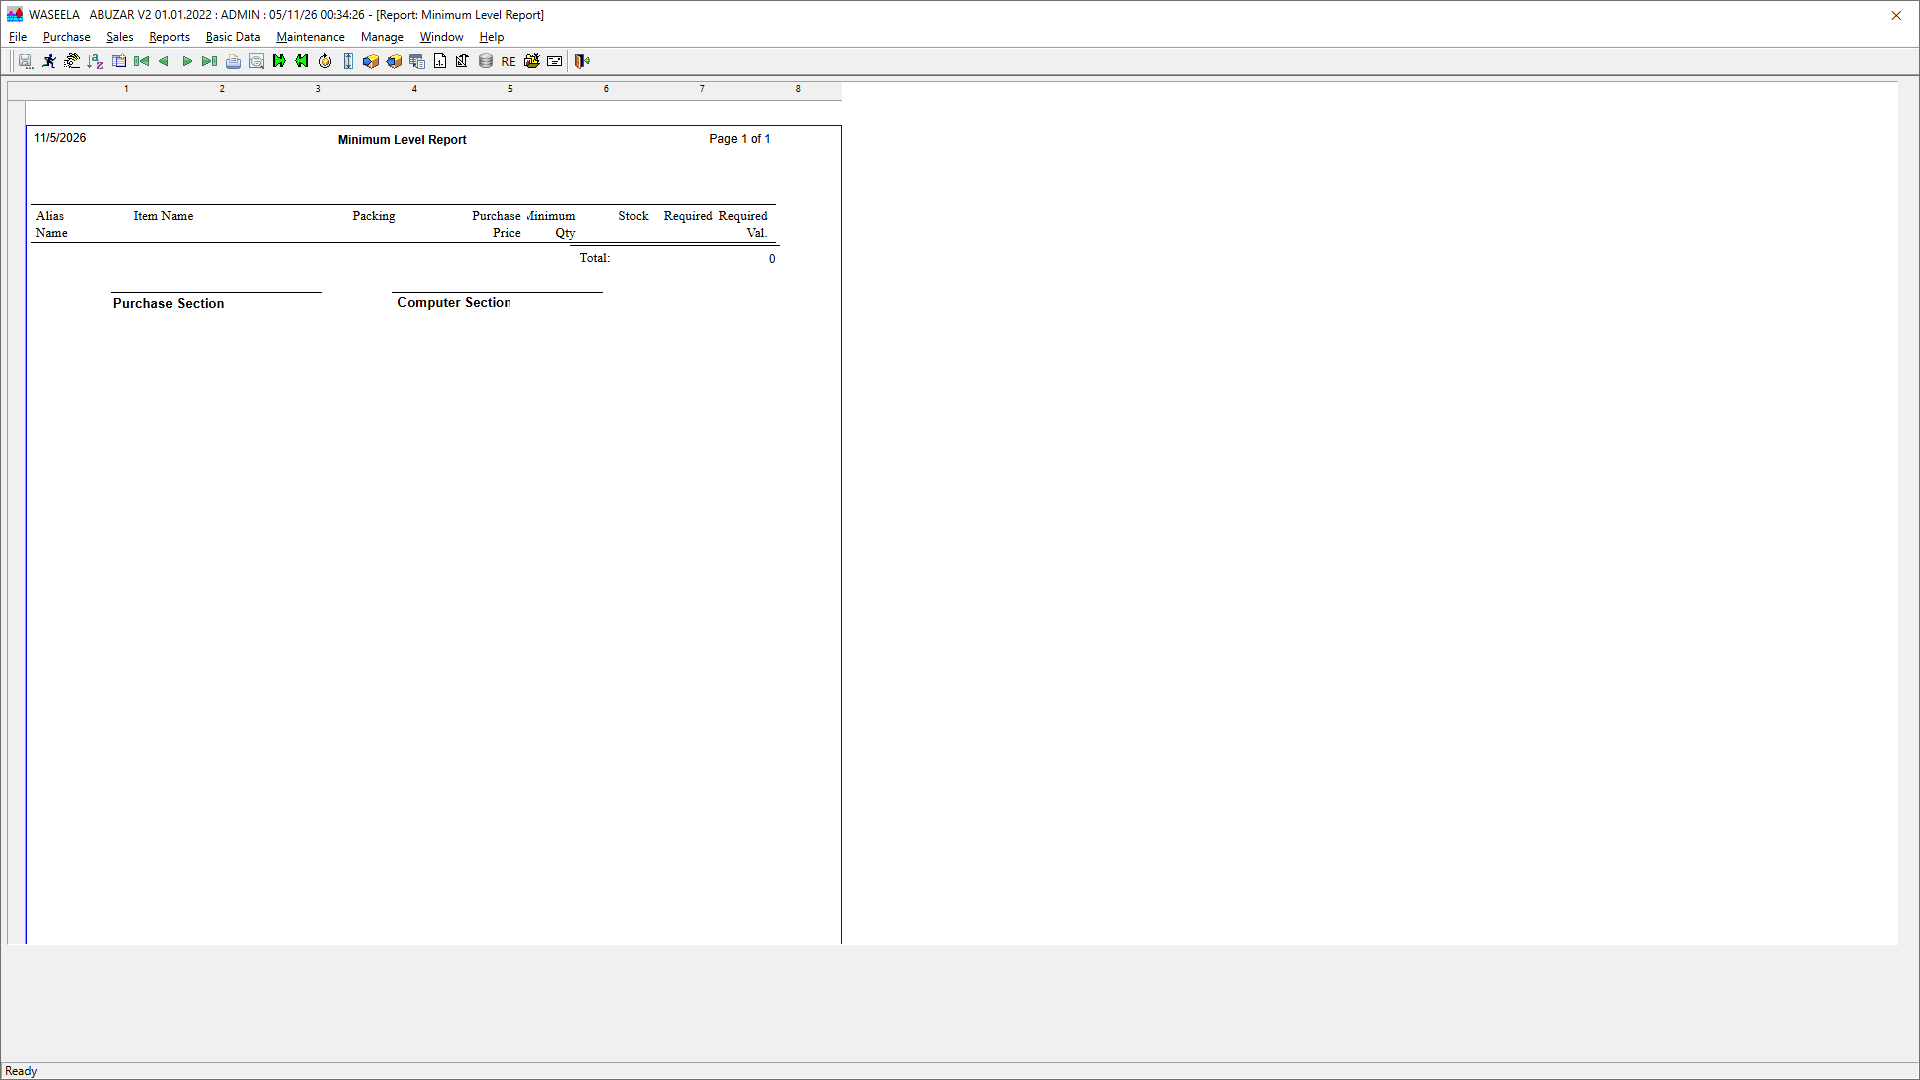 WASEELA ABUZAR V2 01.01.2022 : ADMIN : 05/11/26 00:34:26 - [Report: Minimum Level Report]
File Purchase Sales Reports Basic Data Maintenance Manage Window Help
RE
1 2 3 4 5 6 7 8
11/5/2026 Minimum Level Report Page 1 of 1
Alias Item Name Packing Purchase Minimum Stock Required Required
Name Price Qty Val.
Total: 0
Purchase Section Computer Section
Ready